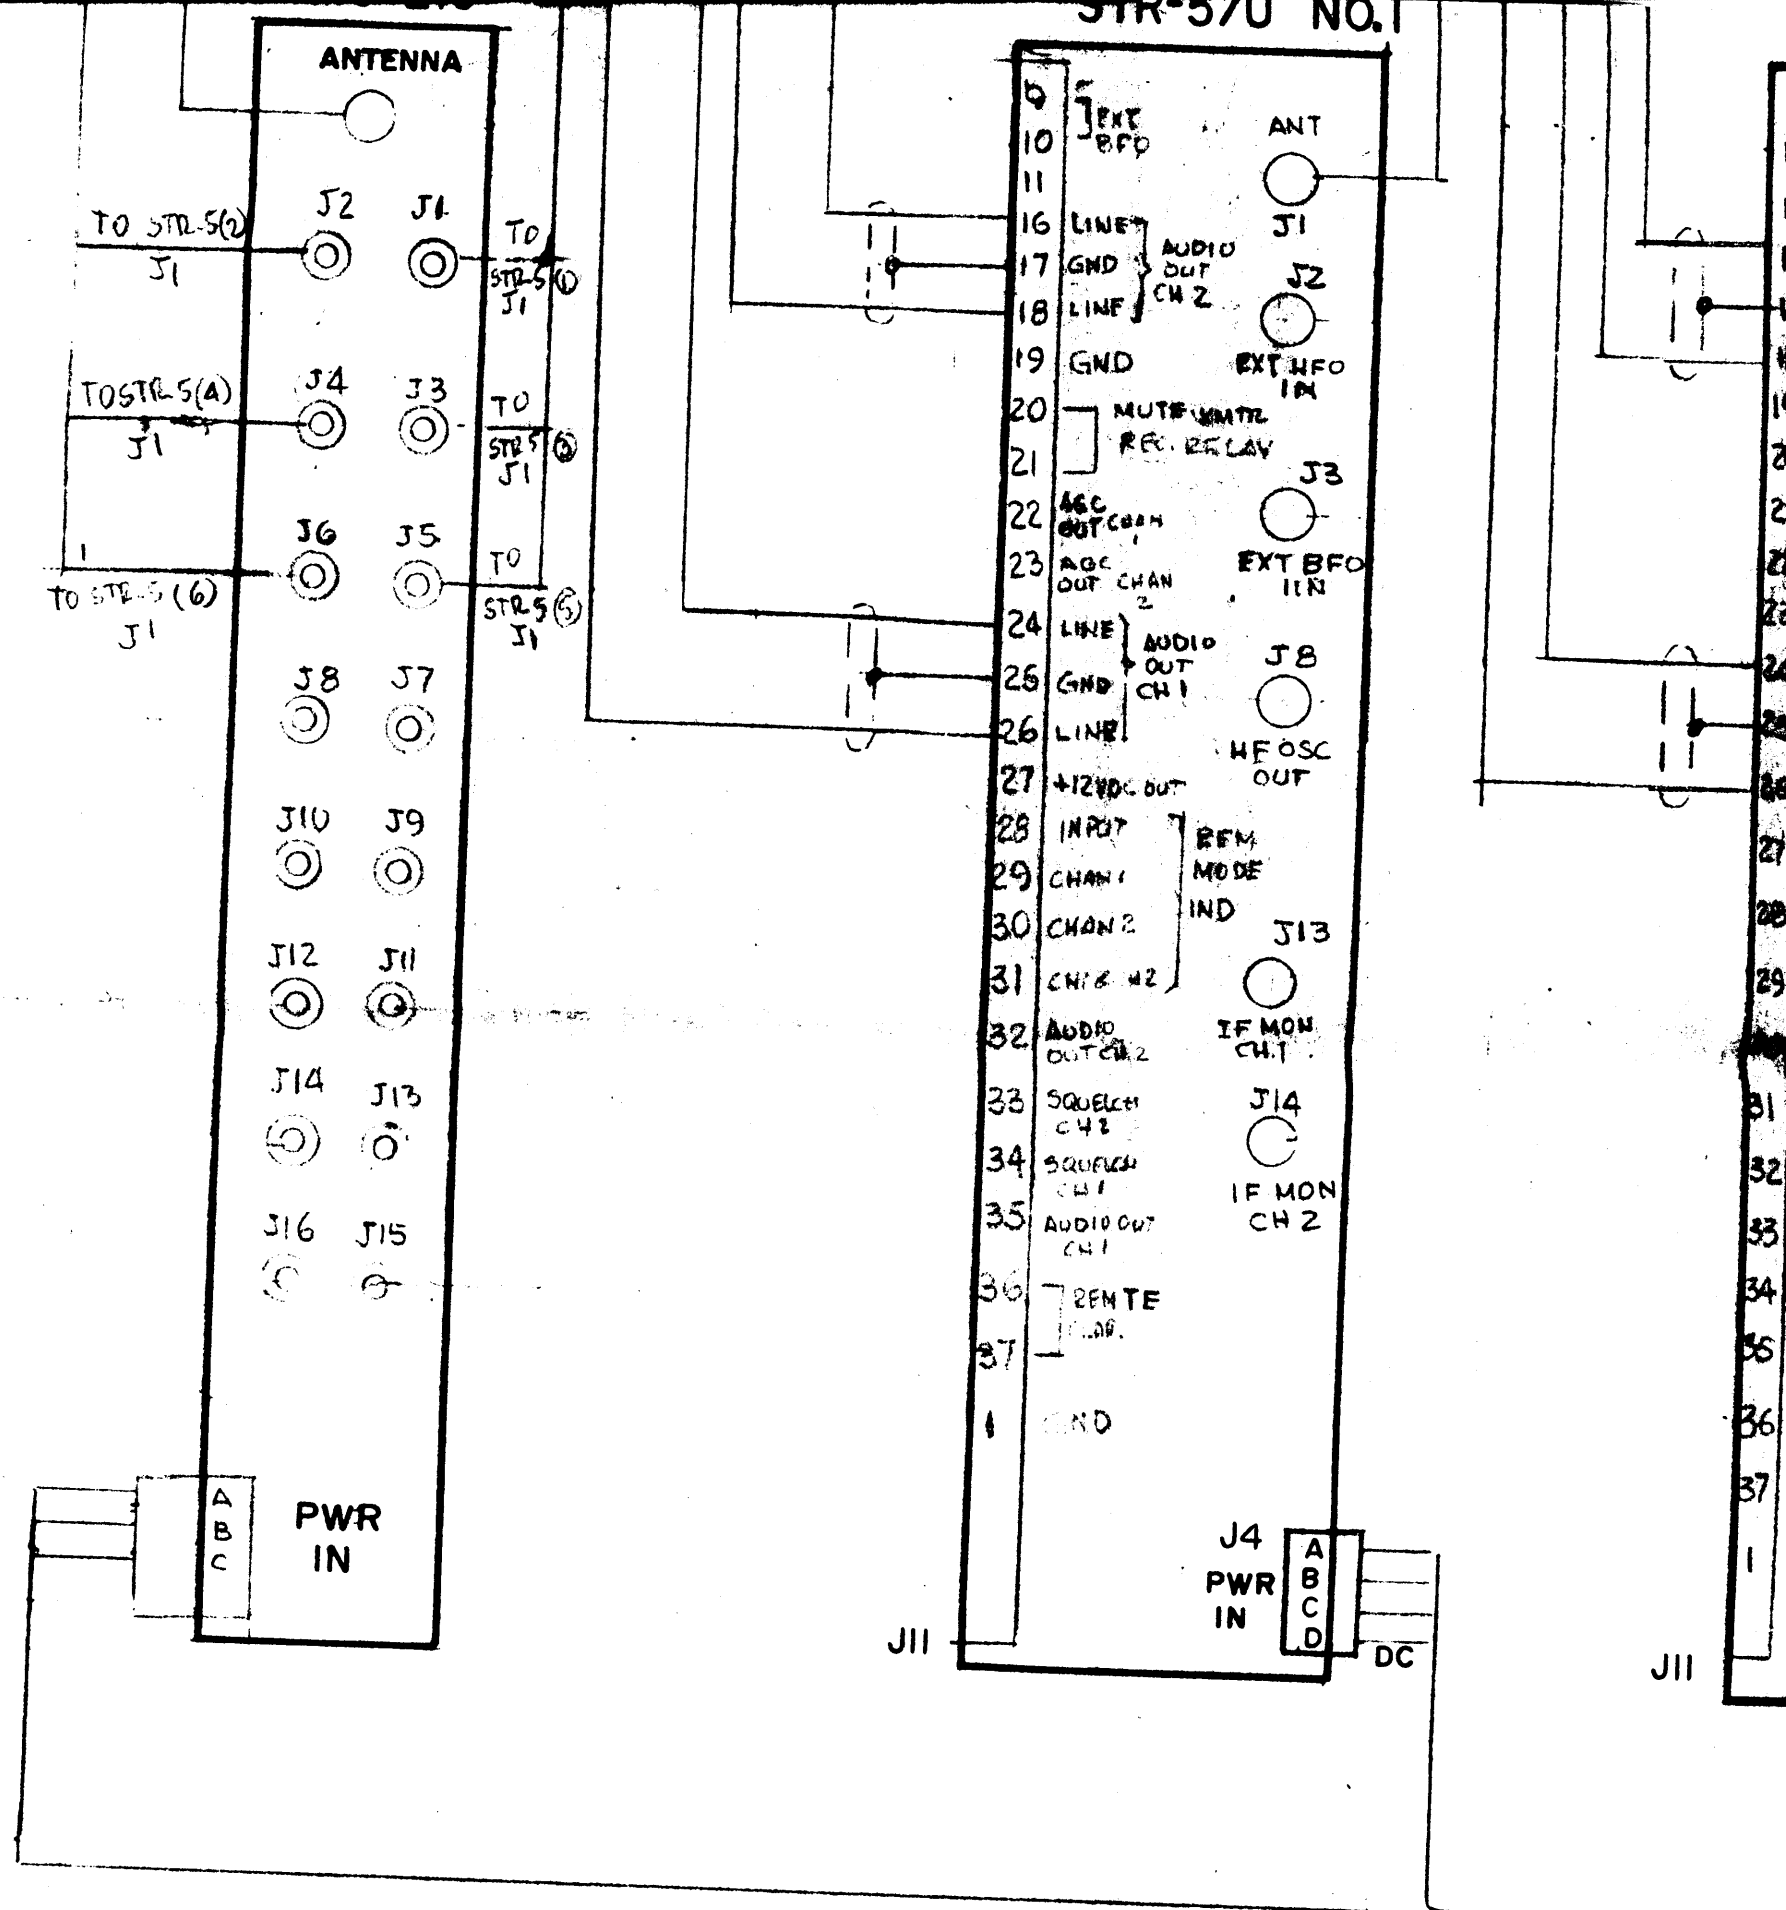 ANTENNA
J2 J1
TO STR-5(2)
J1
TO
STR-5(1)
J1
J4 J3
TO STR-5(4)
J1
TO
STR-5(3)
J1
J6 J5
TO STR-5(6)
J1
TO
STR-5(5)
J1
J8 J7
J10 J9
J12 J11
J14 J13
J16 J15
A
B
C
PWR
IN
STR-5/U NO.1
9
10
EXT
BFO
11
16 LINE
17 GND
18 LINE
AUDIO
OUT
CH 2
19 GND
20
21
MUTE XMTR
REC. RELAY
22 AGC
OUT CHAN
1
23 AGC
OUT CHAN
2
24 LINE
25 GND
26 LINE
AUDIO
OUT
CH 1
27 +12VDC OUT
28 INPUT
29 CHAN 1
30 CHAN 2
31
MODE
IND
32 AUDIO
OUT CH.2
33 SQUELCH
CH 2
34 SQUELCH
CH 1
35 AUDIO OUT
CH 1
36
37
1
ANT
J1
J2
EXT HFO
IN
J3
EXT BFO
IN
J8
HF OSC
OUT
J13
IF MON
CH.1
J14
IF MON
CH 2
J4
PWR
IN
A
B
C
D
DC
J11
27
28
29
31
32
33
34
35
36
37
1
J11